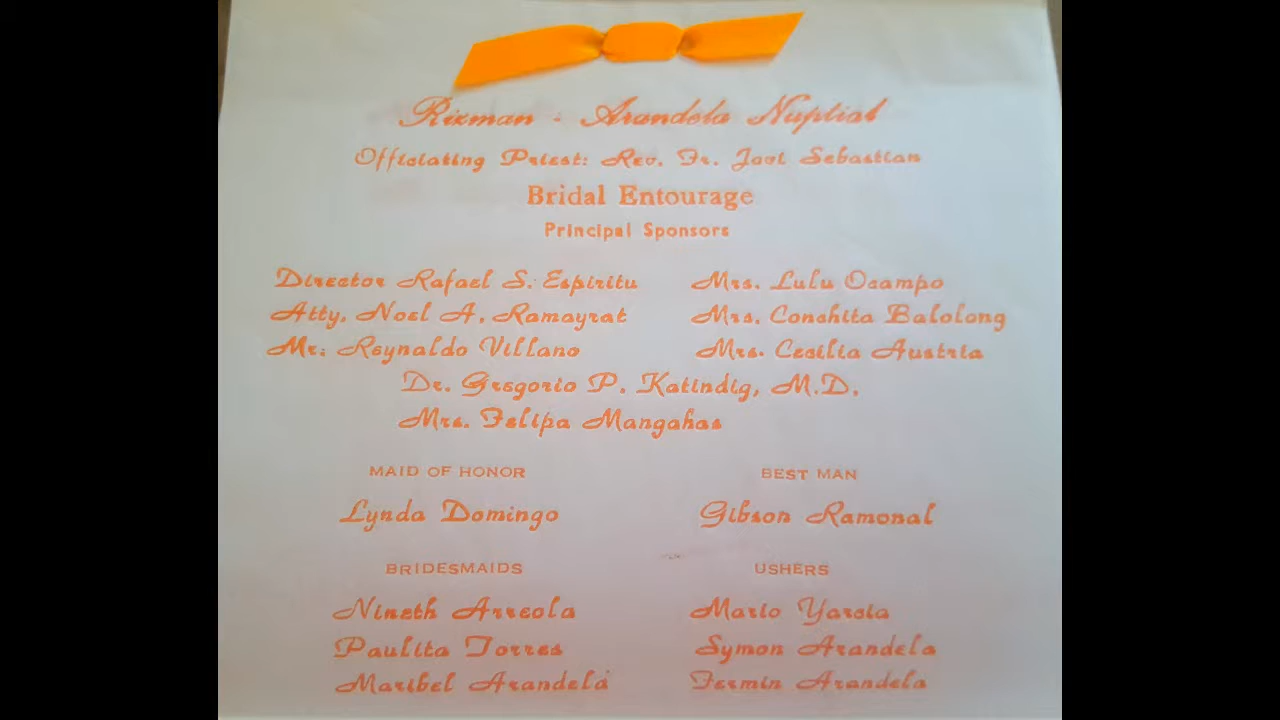 Rizman - Arandela Nuptial
Officiating Priest: Rev. Fr. Joel Sebastian
Bridal Entourage
Principal Sponsors
Director Rafael S. Espiritu Mrs. Lulu Ocampo
Atty. Noel A. Ramayrat Mrs. Conchita Balolong
Mr. Reynaldo Villano Mrs. Cecilia Austria
Dr. Gregorio P. Katindig, M.D.
Mrs. Felipa Mangahas
MAID OF HONOR BEST MAN
Lynda Domingo Gibson Ramonal
BRIDESMAIDS USHERS
Nineth Arreola Mario
Paulita Torres Symon Arandela
Maribel Arandela Fermin Arandela